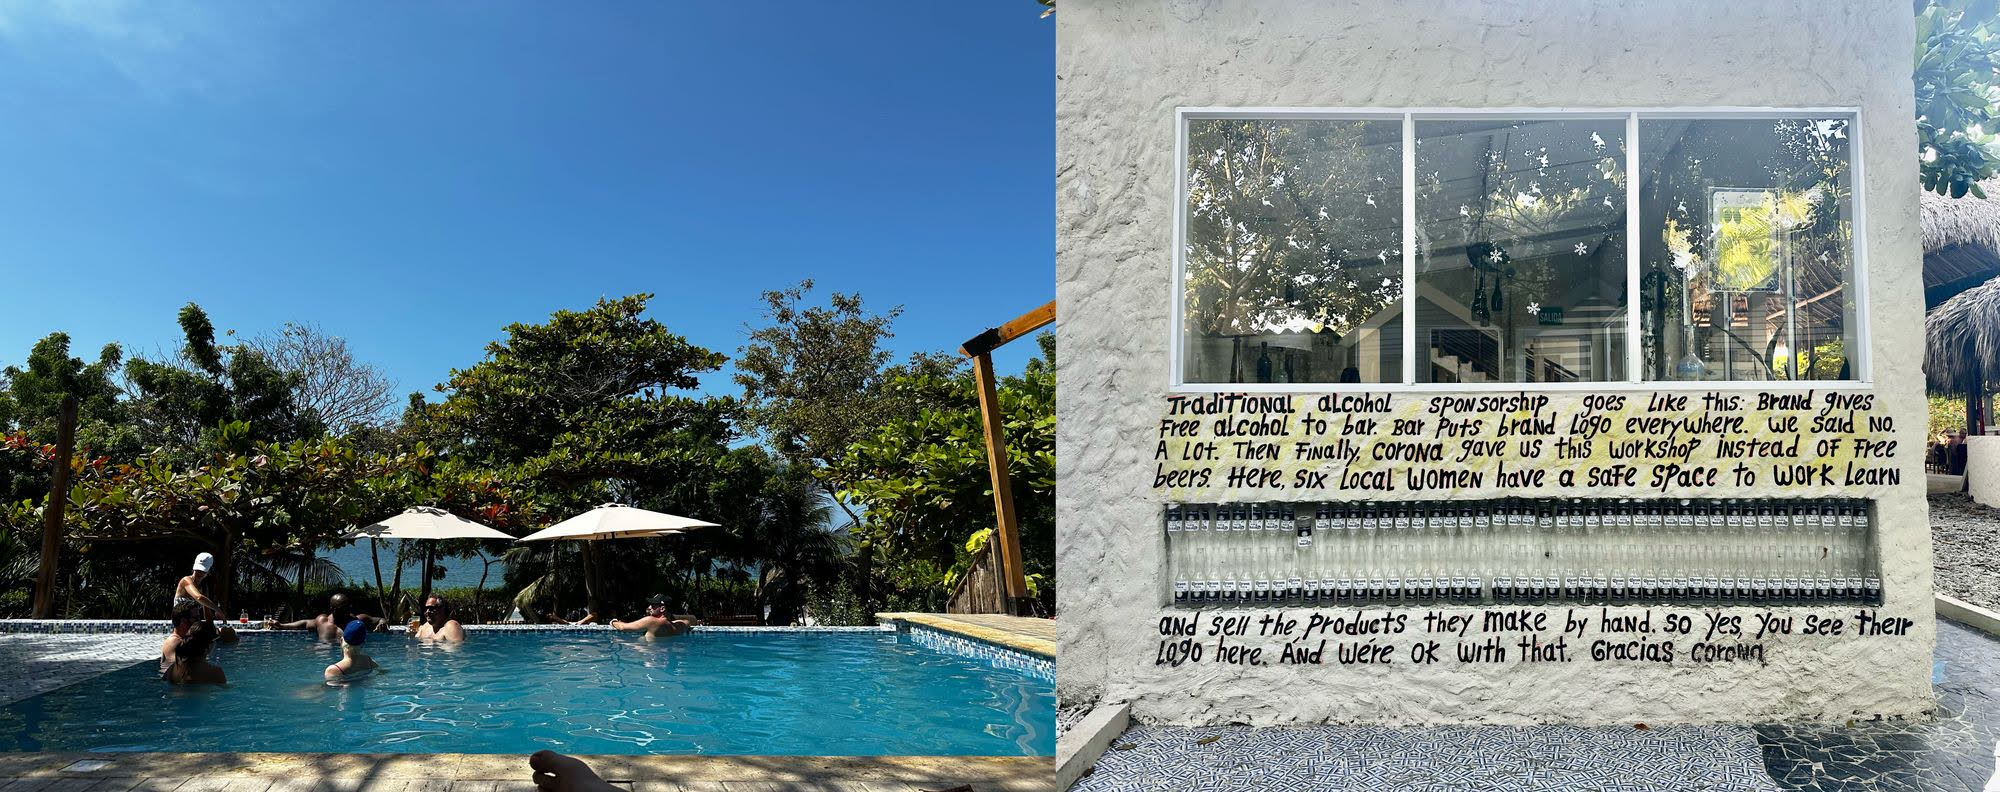 SALIDA
Traditional alcohol sponsorship goes like this: Brand gives
Free alcohol to bar. Bar puts brand logo everywhere. We said no.
A lot. Then Finally, corona gave us this workshop instead of Free
beers. Here, six local women have a safe space to work learn
and sell the products they make by hand. So yes, you see their
logo here. And were ok with that. Gracias corona